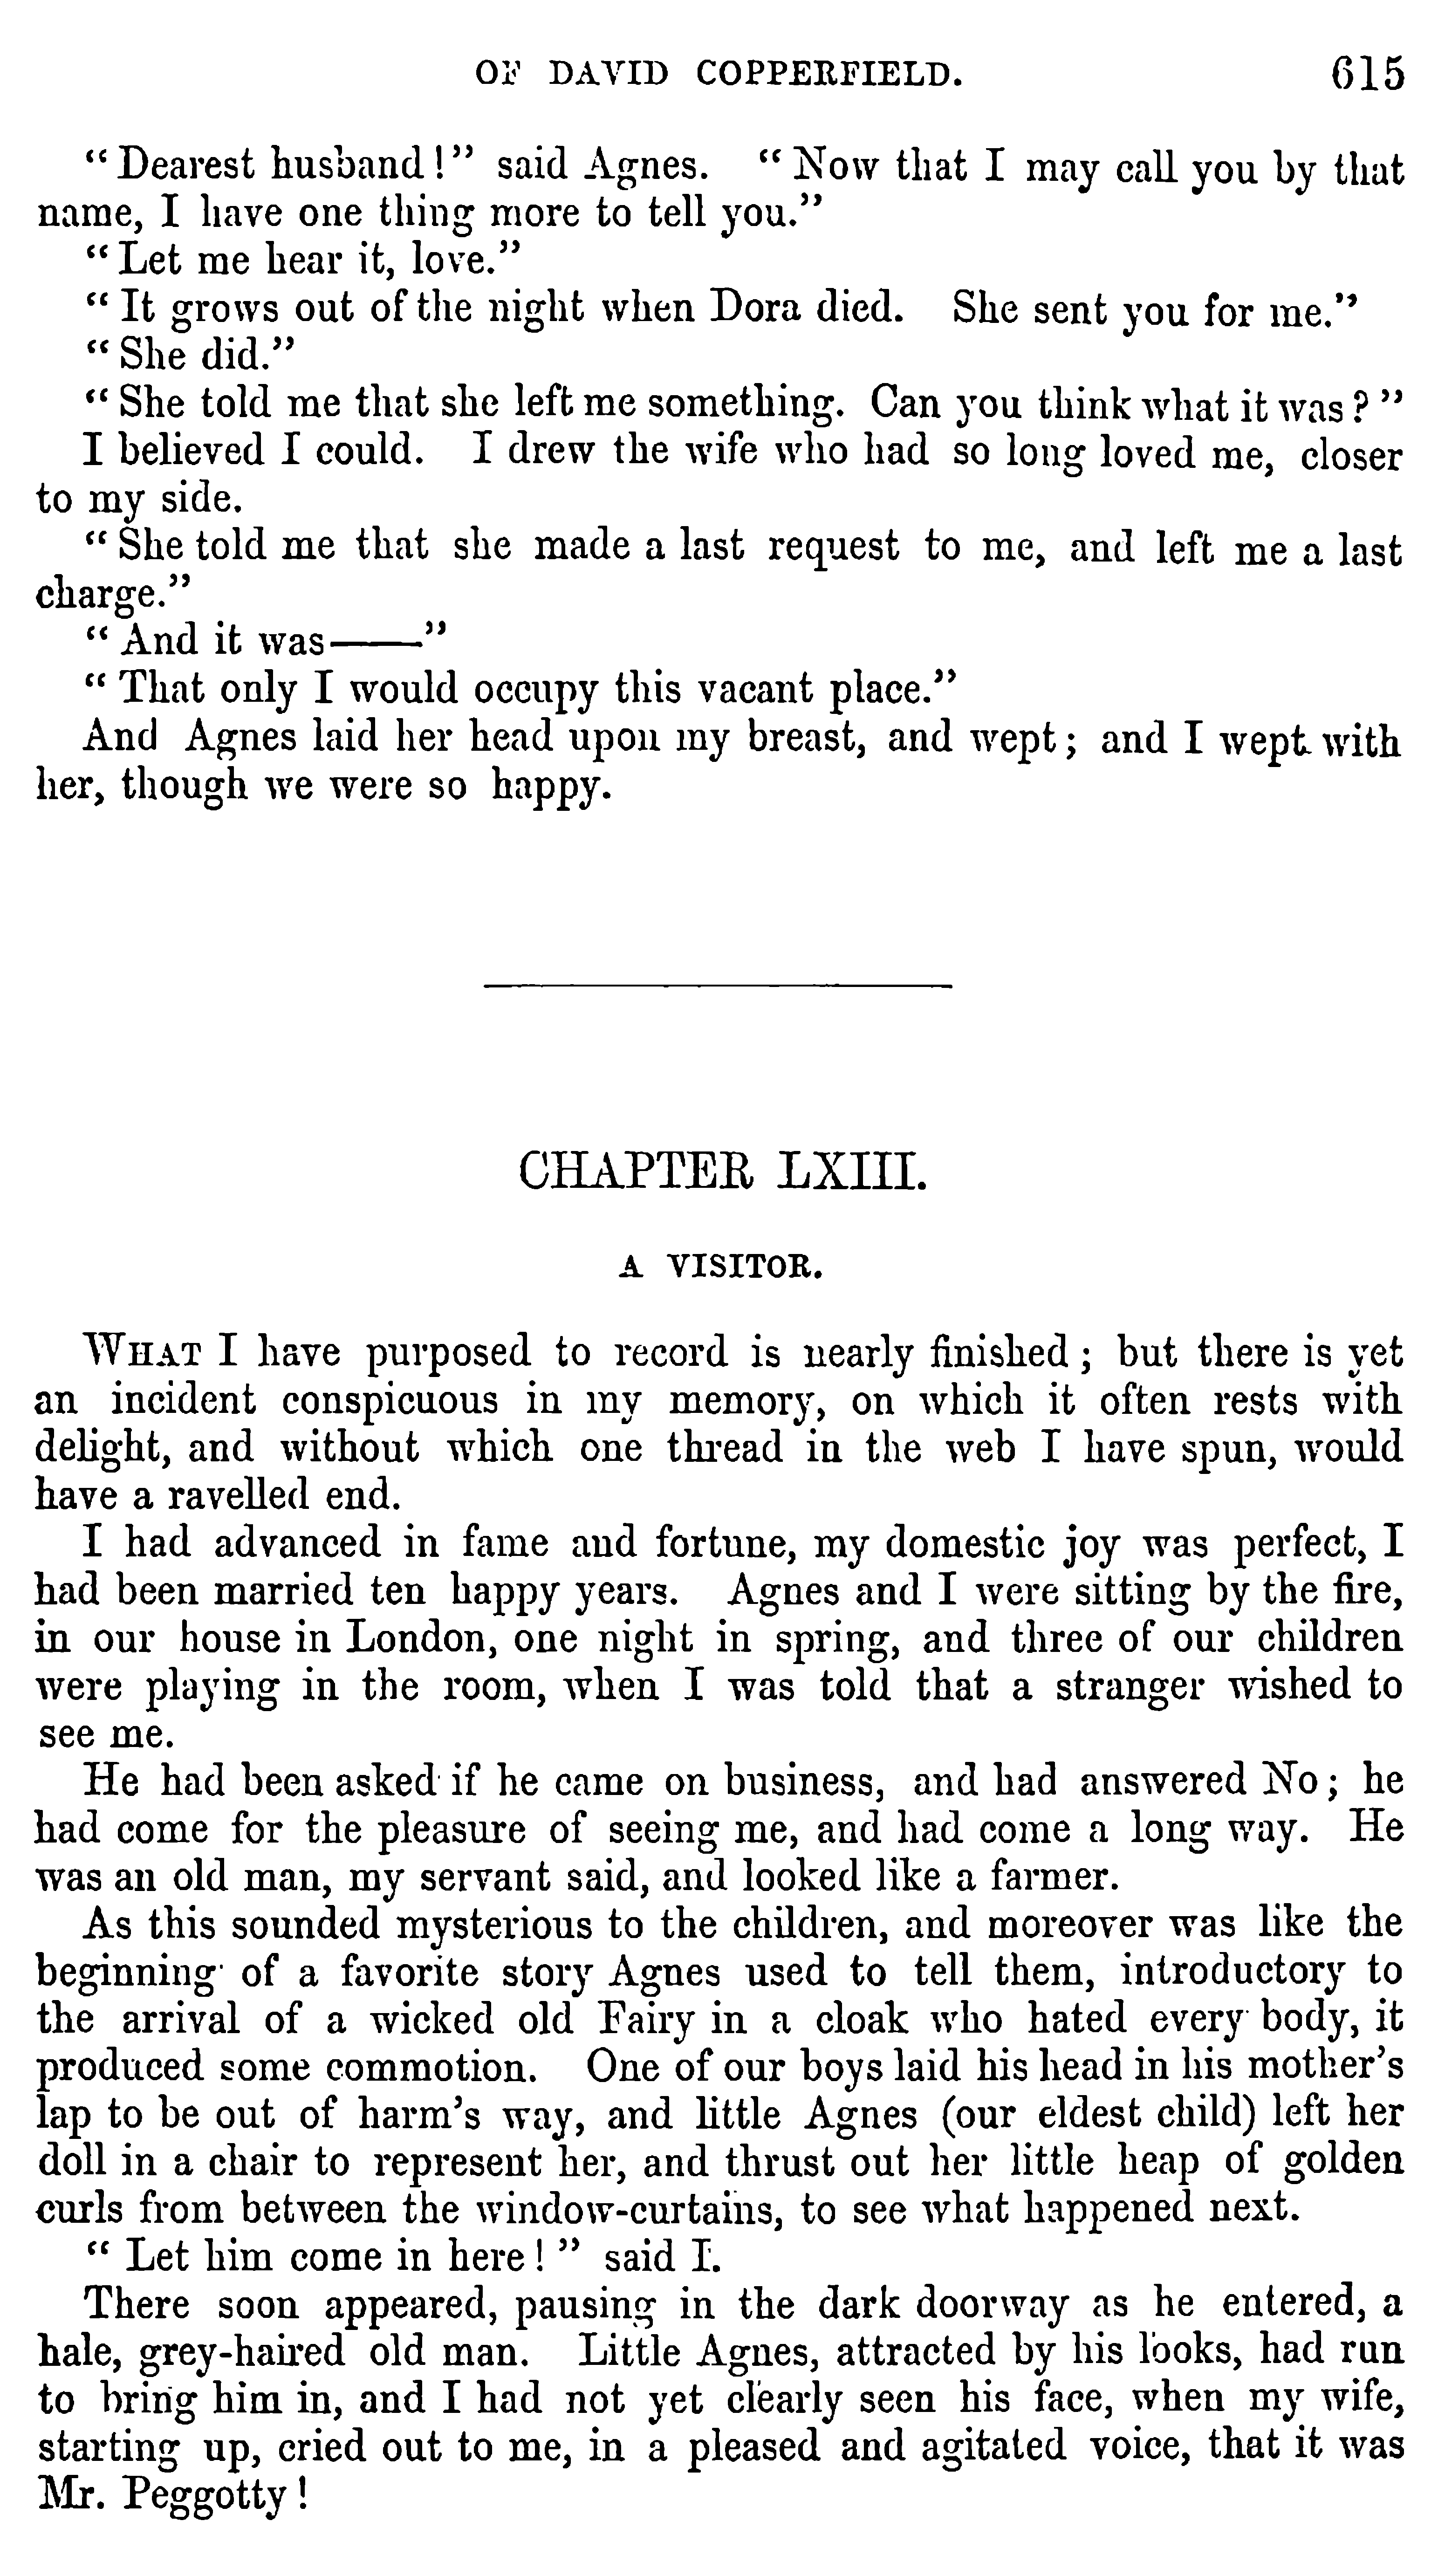 OF DAVID COPPERFIELD. 615
“Dearest husband!” said Agnes. “Now that I may call you by that
name, I have one thing more to tell you.”
“Let me hear it, love.”
“It grows out of the night when Dora died. She sent you for me.”
“She did.”
“She told me that she left me something. Can you think what it was?”
I believed I could. I drew the wife who had so long loved me, closer
to my side.
“She told me that she made a last request to me, and left me a last
charge.”
“And it was——”
“That only I would occupy this vacant place.”
And Agnes laid her head upon my breast, and wept; and I wept with
her, though we were so happy.
CHAPTER LXIII.
A VISITOR.
WHAT I have purposed to record is nearly finished; but there is yet
an incident conspicuous in my memory, on which it often rests with
delight, and without which one thread in the web I have spun, would
have a ravelled end.
I had advanced in fame and fortune, my domestic joy was perfect, I
had been married ten happy years. Agnes and I were sitting by the fire,
in our house in London, one night in spring, and three of our children
were playing in the room, when I was told that a stranger wished to
see me.
He had been asked if he came on business, and had answered No; he
had come for the pleasure of seeing me, and had come a long way. He
was an old man, my servant said, and looked like a farmer.
As this sounded mysterious to the children, and moreover was like the
beginning of a favorite story Agnes used to tell them, introductory to
the arrival of a wicked old Fairy in a cloak who hated every body, it
produced some commotion. One of our boys laid his head in his mother’s
lap to be out of harm’s way, and little Agnes (our eldest child) left her
doll in a chair to represent her, and thrust out her little heap of golden
curls from between the window-curtains, to see what happened next.
“Let him come in here!” said I.
There soon appeared, pausing in the dark doorway as he entered, a
hale, grey-haired old man. Little Agnes, attracted by his looks, had run
to bring him in, and I had not yet clearly seen his face, when my wife,
starting up, cried out to me, in a pleased and agitated voice, that it was
Mr. Peggotty!